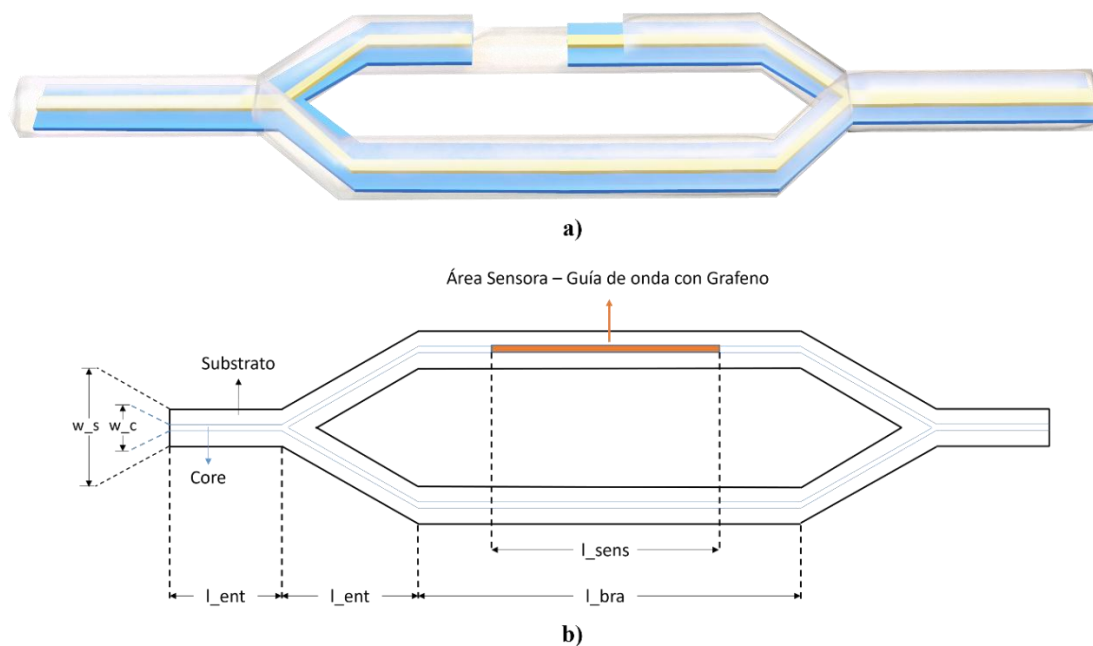 a)
Área Sensora – Guía de onda con Grafeno
Substrato
w_s
w_c
Core
l_sens
l_ent
l_ent
l_bra
b)